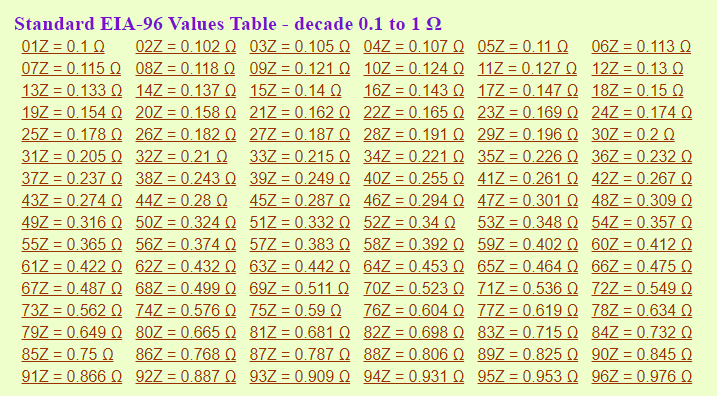 Standard EIA-96 Values Table - decade 0.1 to 1 Ω
01Z = 0.1 Ω 02Z = 0.102 Ω 03Z = 0.105 Ω 04Z = 0.107 Ω 05Z = 0.11 Ω 06Z = 0.113 Ω
07Z = 0.115 Ω 08Z = 0.118 Ω 09Z = 0.121 Ω 10Z = 0.124 Ω 11Z = 0.127 Ω 12Z = 0.13 Ω
13Z = 0.133 Ω 14Z = 0.137 Ω 15Z = 0.14 Ω 16Z = 0.143 Ω 17Z = 0.147 Ω 18Z = 0.15 Ω
19Z = 0.154 Ω 20Z = 0.158 Ω 21Z = 0.162 Ω 22Z = 0.165 Ω 23Z = 0.169 Ω 24Z = 0.174 Ω
25Z = 0.178 Ω 26Z = 0.182 Ω 27Z = 0.187 Ω 28Z = 0.191 Ω 29Z = 0.196 Ω 30Z = 0.2 Ω
31Z = 0.205 Ω 32Z = 0.21 Ω 33Z = 0.215 Ω 34Z = 0.221 Ω 35Z = 0.226 Ω 36Z = 0.232 Ω
37Z = 0.237 Ω 38Z = 0.243 Ω 39Z = 0.249 Ω 40Z = 0.255 Ω 41Z = 0.261 Ω 42Z = 0.267 Ω
43Z = 0.274 Ω 44Z = 0.28 Ω 45Z = 0.287 Ω 46Z = 0.294 Ω 47Z = 0.301 Ω 48Z = 0.309 Ω
49Z = 0.316 Ω 50Z = 0.324 Ω 51Z = 0.332 Ω 52Z = 0.34 Ω 53Z = 0.348 Ω 54Z = 0.357 Ω
55Z = 0.365 Ω 56Z = 0.374 Ω 57Z = 0.383 Ω 58Z = 0.392 Ω 59Z = 0.402 Ω 60Z = 0.412 Ω
61Z = 0.422 Ω 62Z = 0.432 Ω 63Z = 0.442 Ω 64Z = 0.453 Ω 65Z = 0.464 Ω 66Z = 0.475 Ω
67Z = 0.487 Ω 68Z = 0.499 Ω 69Z = 0.511 Ω 70Z = 0.523 Ω 71Z = 0.536 Ω 72Z = 0.549 Ω
73Z = 0.562 Ω 74Z = 0.576 Ω 75Z = 0.59 Ω 76Z = 0.604 Ω 77Z = 0.619 Ω 78Z = 0.634 Ω
79Z = 0.649 Ω 80Z = 0.665 Ω 81Z = 0.681 Ω 82Z = 0.698 Ω 83Z = 0.715 Ω 84Z = 0.732 Ω
85Z = 0.75 Ω 86Z = 0.768 Ω 87Z = 0.787 Ω 88Z = 0.806 Ω 89Z = 0.825 Ω 90Z = 0.845 Ω
91Z = 0.866 Ω 92Z = 0.887 Ω 93Z = 0.909 Ω 94Z = 0.931 Ω 95Z = 0.953 Ω 96Z = 0.976 Ω